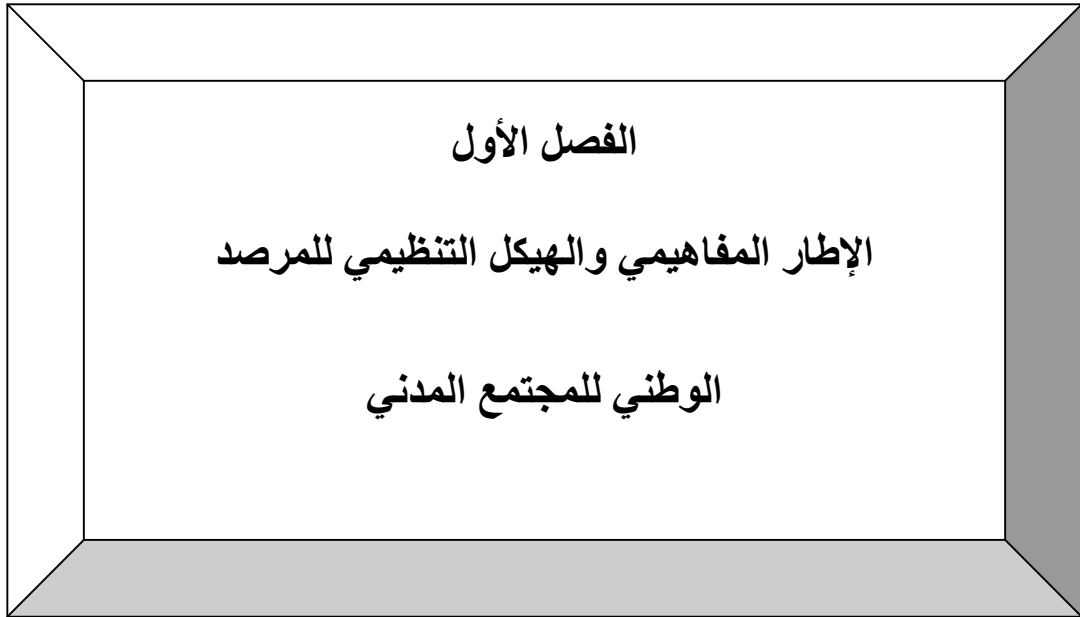 الفصل الأول
الإطار المفاهيمي والهيكل التنظيمي للمرصد
الوطني للمجتمع المدني